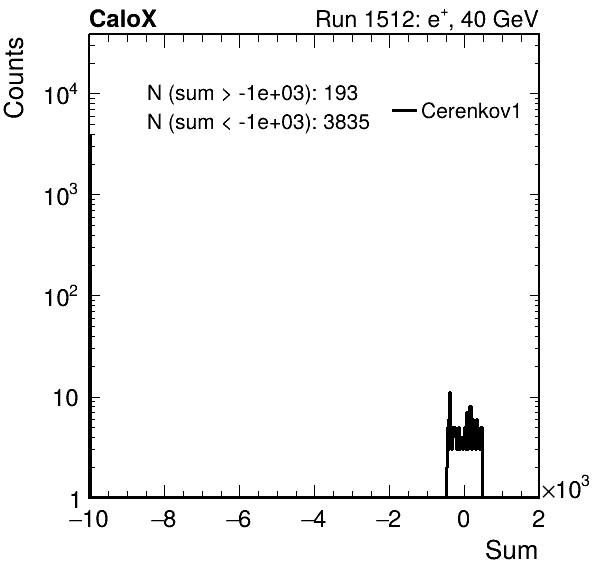 CaloX Run 1512: e⁺, 40 GeV
Counts
N (sum > -1e+03): 193
N (sum < -1e+03): 3835
Cerenkov1
10⁴
10³
10²
10
1
−10 −8 −6 −4 −2 0 2
×10³
Sum